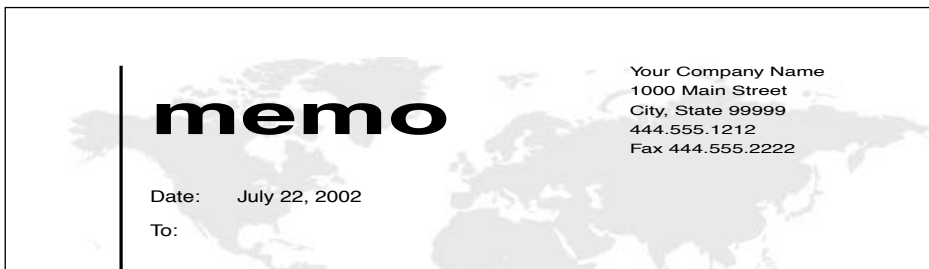 memo
Your Company Name
1000 Main Street
City, State 99999
444.555.1212
Fax 444.555.2222
Date: July 22, 2002
To: